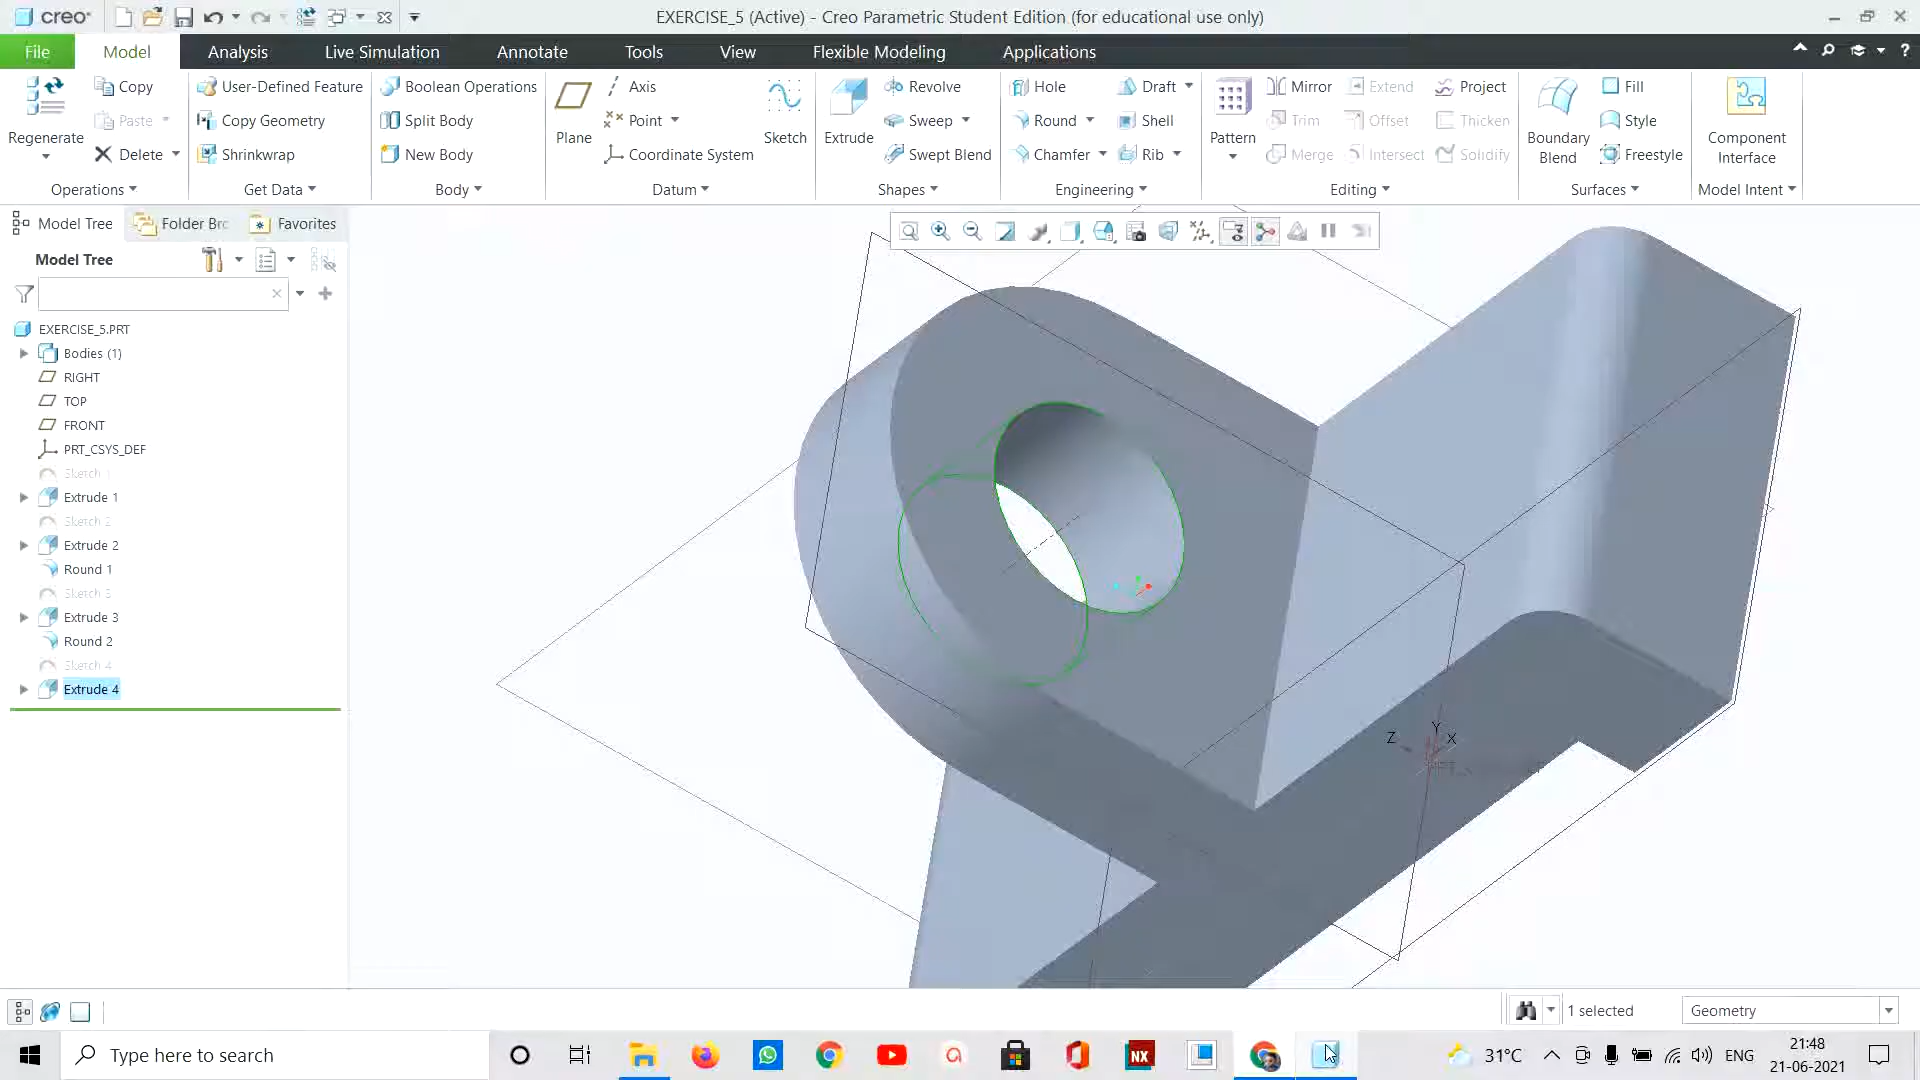 creo
EXERCISE_5 (Active) - Creo Parametric Student Edition (for educational use only)
File Model Analysis Live Simulation Annotate Tools View Flexible Modeling Applications
Regenerate
Copy
Paste
Delete
Operations
User-Defined Feature
Copy Geometry
Shrinkwrap
Get Data
Boolean Operations
Split Body
New Body
Body
Plane
Axis
Point
Coordinate System
Sketch
Datum
Extrude
Revolve
Sweep
Swept Blend
Shapes
Hole
Round
Chamfer
Draft
Shell
Rib
Engineering
Pattern
Mirror
Trim
Merge
Extend
Offset
Intersect
Project
Thicken
Solidify
Editing
Boundary
Blend
Fill
Style
Freestyle
Surfaces
Component
Interface
Model Intent
Model Tree Folder Brc Favorites
Model Tree
EXERCISE_5.PRT
Bodies (1)
RIGHT
TOP
FRONT
PRT_CSYS_DEF
Sketch 1
Extrude 1
Sketch 2
Extrude 2
Round 1
Sketch 3
Extrude 3
Round 2
Sketch 4
Extrude 4
Y
Z
X
1 selected
Geometry
Type here to search
NX
31°C
ENG
21:48
21-06-2021